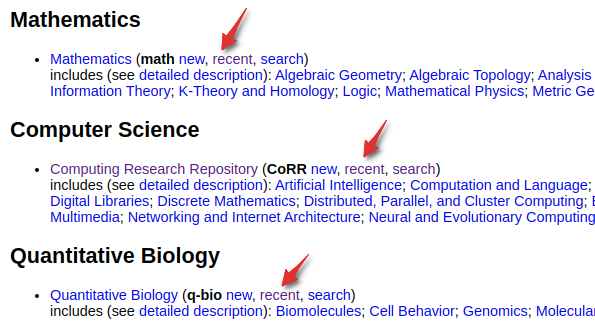 Mathematics
• Mathematics (math new, recent, search)
includes (see detailed description): Algebraic Geometry; Algebraic Topology; Analysis
Information Theory; K-Theory and Homology; Logic; Mathematical Physics; Metric Ge
Computer Science
• Computing Research Repository (CoRR new, recent, search)
includes (see detailed description): Artificial Intelligence; Computation and Language;
Digital Libraries; Discrete Mathematics; Distributed, Parallel, and Cluster Computing; E
Multimedia; Networking and Internet Architecture; Neural and Evolutionary Computing
Quantitative Biology
• Quantitative Biology (q-bio new, recent, search)
includes (see detailed description): Biomolecules; Cell Behavior; Genomics; Molecular